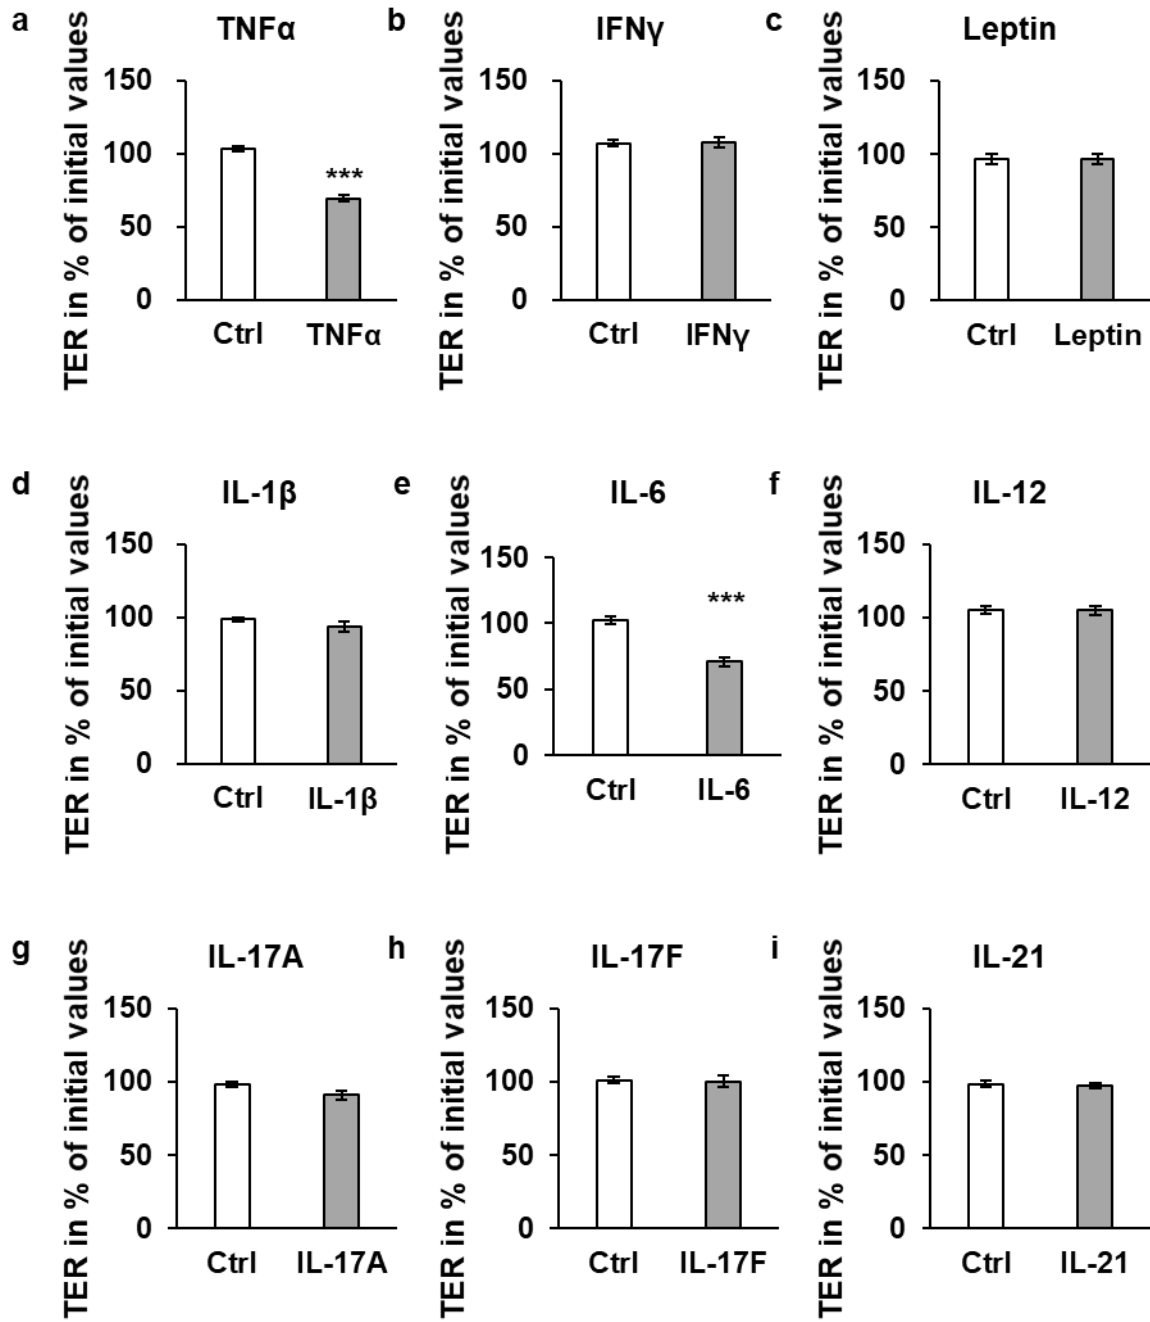 a TNFα
TER in % of initial values
150
100
50
0
***
Ctrl TNFα
b IFNγ
TER in % of initial values
150
100
50
0
Ctrl IFNγ
c Leptin
TER in % of initial values
150
100
50
0
Ctrl Leptin
d IL-1β
TER in % of initial values
150
100
50
0
Ctrl IL-1β
e IL-6
TER in % of initial values
150
100
50
0
***
Ctrl IL-6
f IL-12
TER in % of initial values
150
100
50
0
Ctrl IL-12
g IL-17A
TER in % of initial values
150
100
50
0
Ctrl IL-17A
h IL-17F
TER in % of initial values
150
100
50
0
Ctrl IL-17F
i IL-21
TER in % of initial values
150
100
50
0
Ctrl IL-21